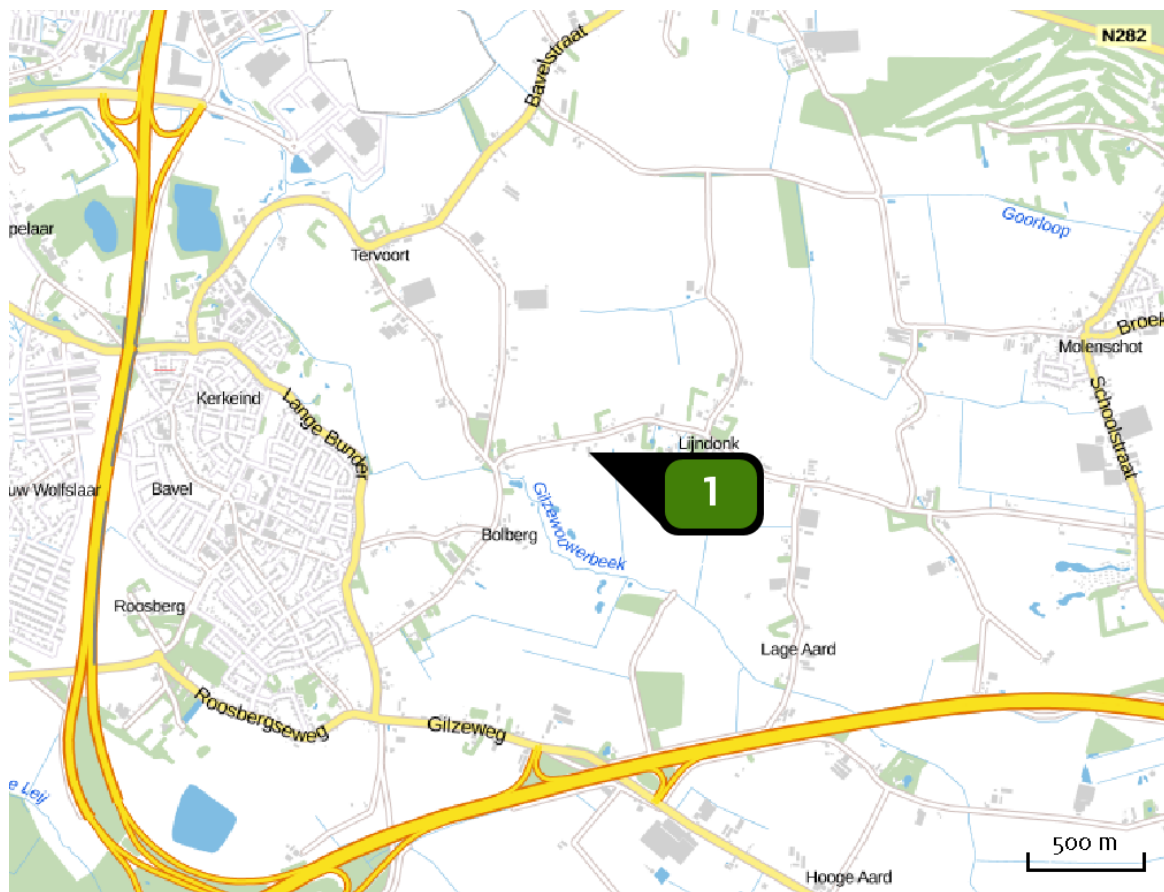 N282
Bavelstraat
Goorloop
Tervoort
Broek
Molenschot
Kerkeind
Lange Bunder
Schoolstraat
Lijndonk
1
uw Wolfslaar
Bavel
Bolberg
Roosberg
Lage Aard
Roosbergseweg
Gilzeweg
e Leij
500 m
Hooge Aard
pelaar